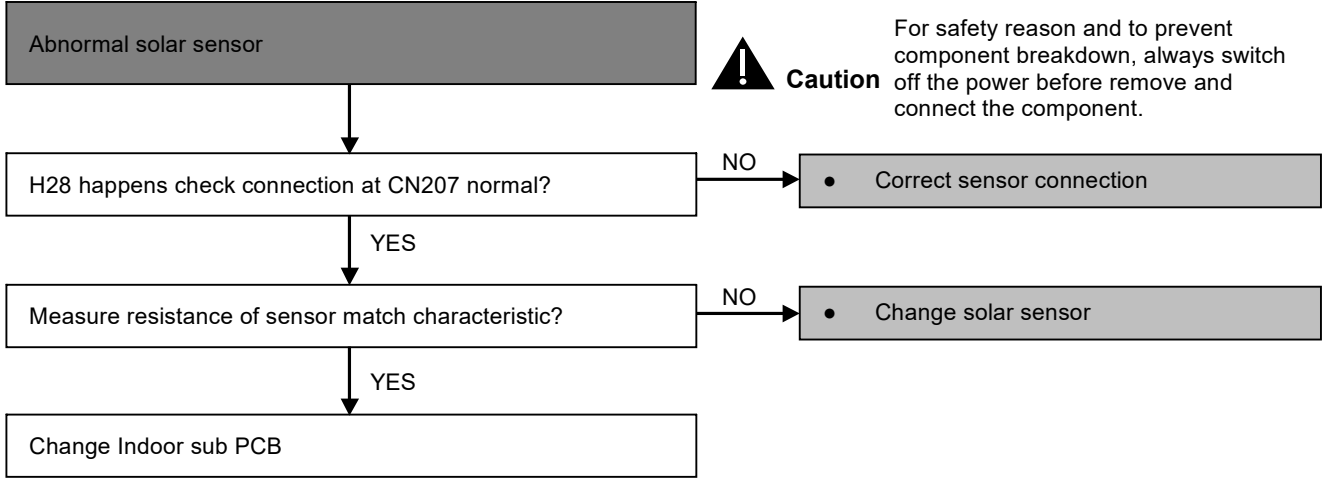 Abnormal solar sensor
Caution
For safety reason and to prevent
component breakdown, always switch
off the power before remove and
connect the component.
H28 happens check connection at CN207 normal?
NO
● Correct sensor connection
YES
Measure resistance of sensor match characteristic?
NO
● Change solar sensor
YES
Change Indoor sub PCB